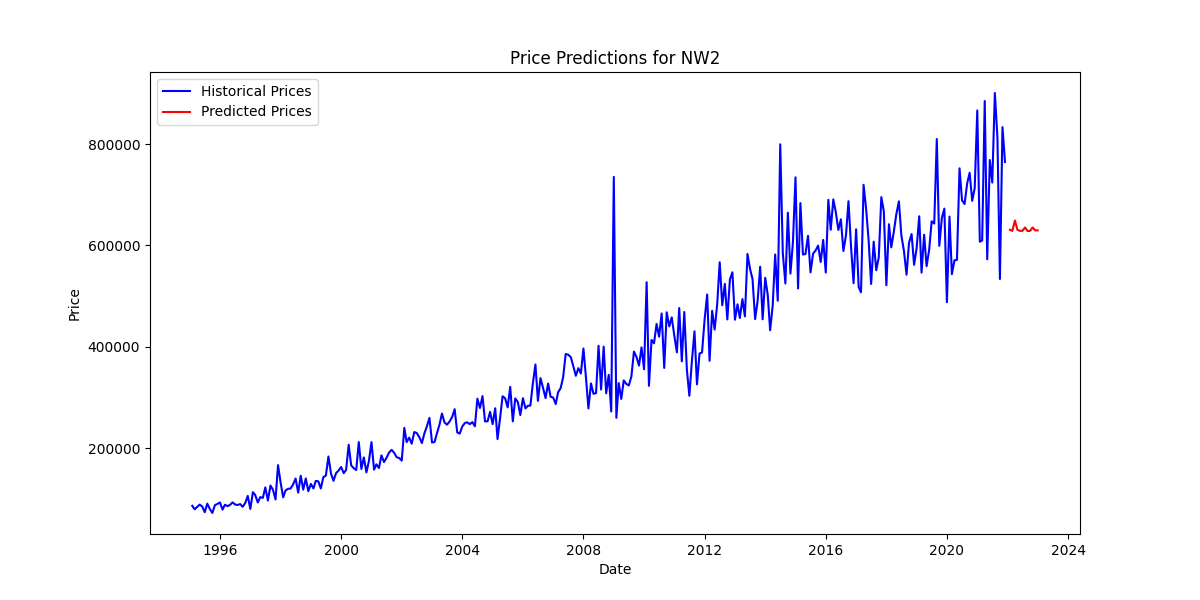 Price Predictions for NW2
Historical Prices
Predicted Prices
800000
600000
400000
200000
Price
1996 2000 2004 2008 2012 2016 2020 2024
Date